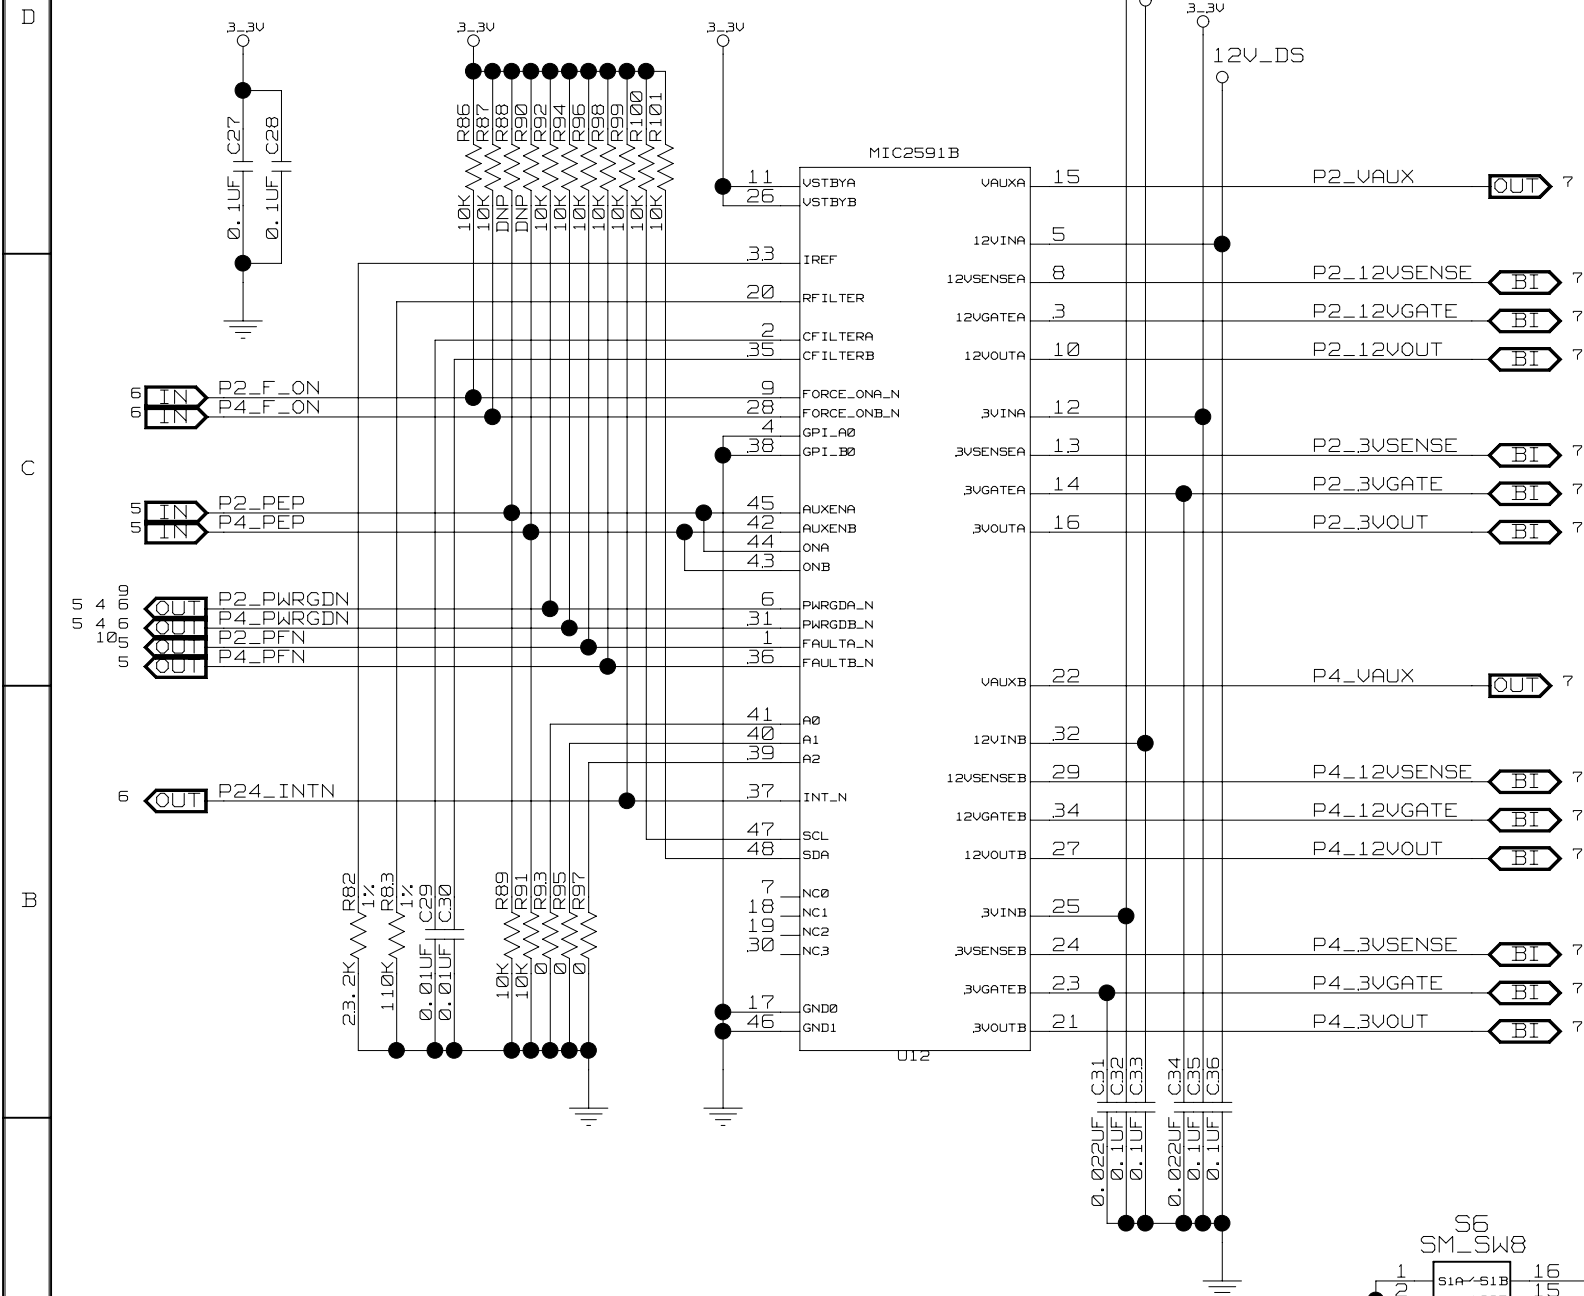 D
3_3V
3_3V
3_3V
3_3V
12V_DS
C27
0.1UF
C28
0.1UF
R86
10K
R87
10K
R88
DNP
R90
DNP
R92
10K
R94
10K
R96
10K
R98
10K
R99
10K
R100
10K
R101
10K
MIC2591B
11 VSTBYA
26 VSTBYB
33 IREF
20 RFILTER
2 CFILTERA
35 CFILTERB
6 IN P2_F_ON 9 FORCE_ONA_N
6 IN P4_F_ON 28 FORCE_ONB_N
4 GPI_A0
38 GPI_B0
C
5 IN P2_PEP 45 AUXENA
5 IN P4_PEP 42 AUXENB
44 ONA
43 ONB
9
5 4 6 OUT P2_PWRGDN 6 PWRGDA_N
5 4 6 OUT P4_PWRGDN 31 PWRGDB_N
10
5 OUT P2_PFN 1 FAULTA_N
5 OUT P4_PFN 36 FAULTB_N
41 A0
40 A1
39 A2
6 OUT P24_INTN 37 INT_N
47 SCL
48 SDA
7 NC0
18 NC1
19 NC2
30 NC3
17 GND0
46 GND1
U12
B
R82
1%
23.2K
R83
1%
110K
C29
0.01UF
C30
0.01UF
R89
10K
R91
10K
R93
0
R95
0
R97
0
VAUXA 15 P2_VAUX OUT 7
12VINA 5
12VSENSEA 8 P2_12VSENSE BI 7
12VGATEA 3 P2_12VGATE BI 7
12VOUTA 10 P2_12VOUT BI 7
3VINA 12
3VSENSEA 13 P2_3VSENSE BI 7
3VGATEA 14 P2_3VGATE BI 7
3VOUTA 16 P2_3VOUT BI 7
VAUXB 22 P4_VAUX OUT 7
12VINB 32
12VSENSEB 29 P4_12VSENSE BI 7
12VGATEB 34 P4_12VGATE BI 7
12VOUTB 27 P4_12VOUT BI 7
3VINB 25
3VSENSEB 24 P4_3VSENSE BI 7
3VGATEB 23 P4_3VGATE BI 7
3VOUTB 21 P4_3VOUT BI 7
C31
0.022UF
C32
0.1UF
C33
0.1UF
C34
0.022UF
C35
0.1UF
C36
0.1UF
S6
SM_SW8
1 S1A S1B 16
2 15